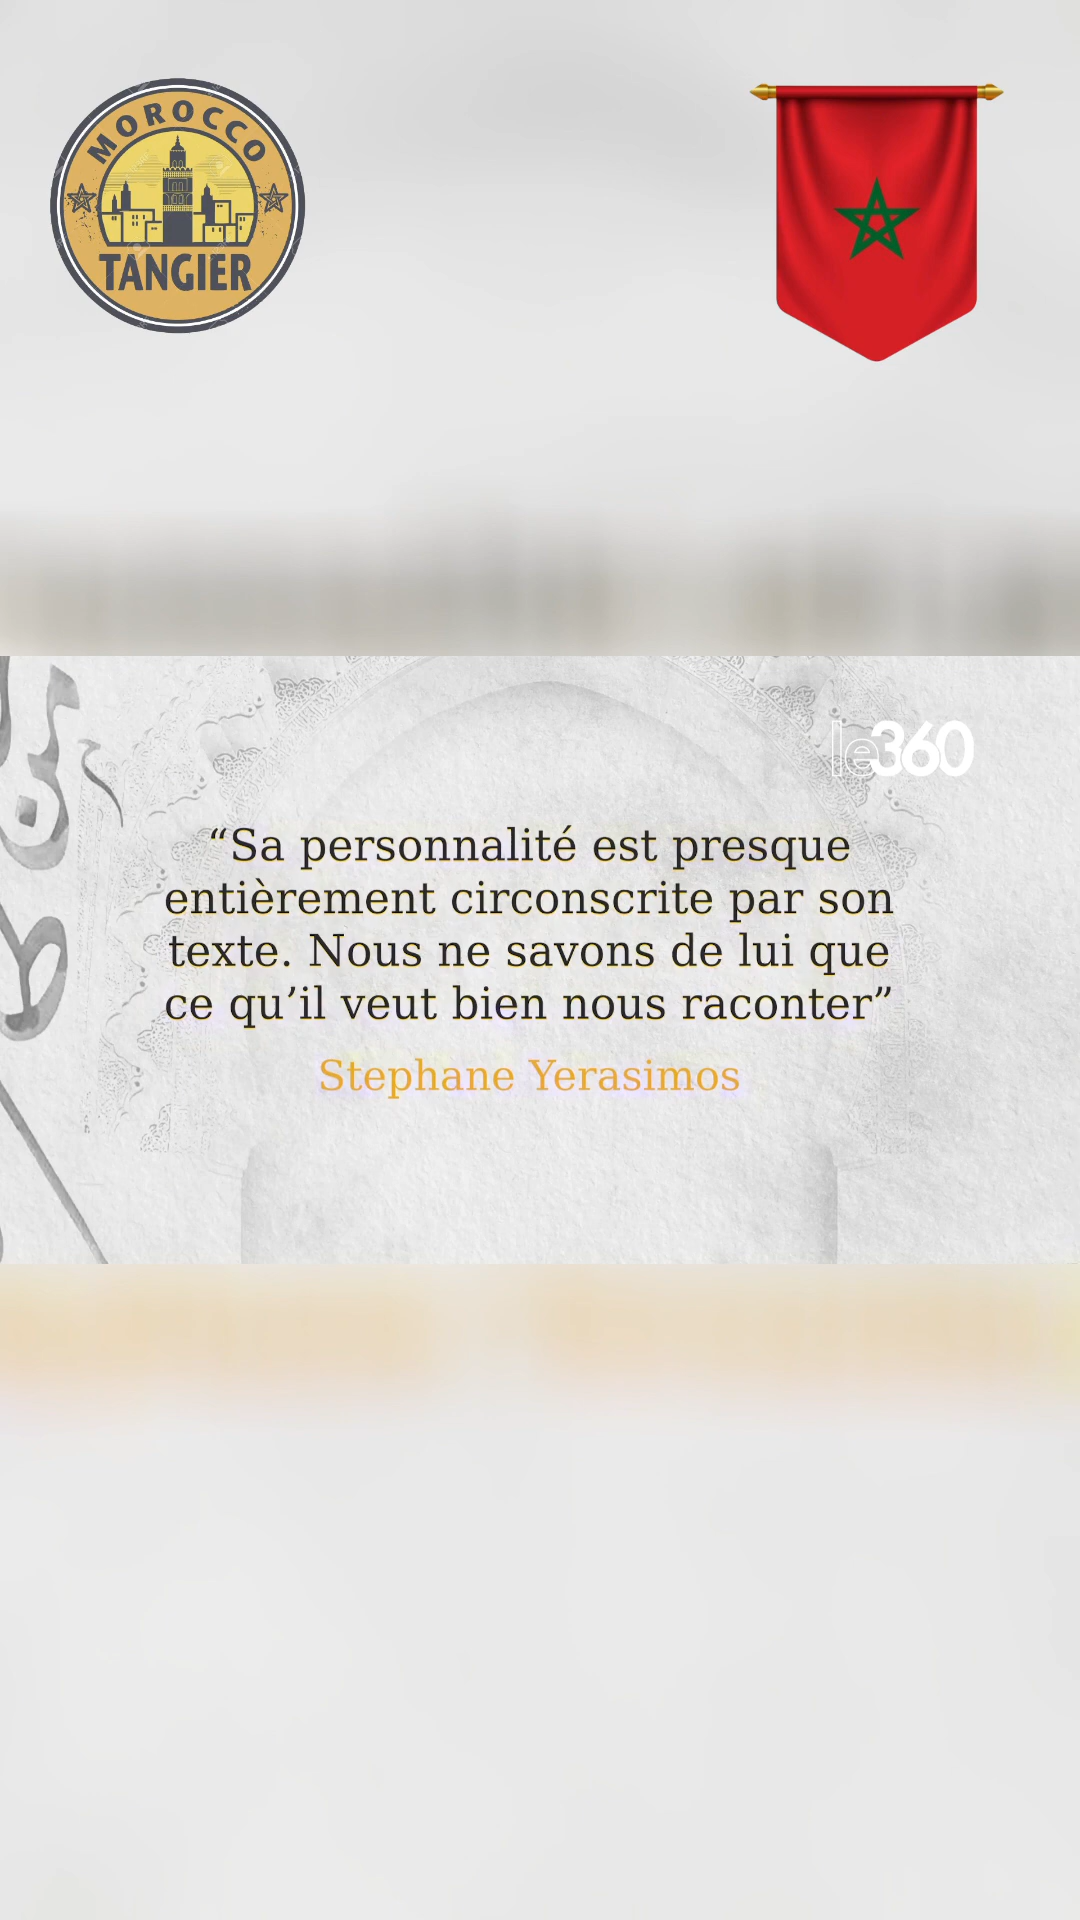 MOROCCO
TANGIER
le360
“Sa personnalité est presque
entièrement circonscrite par son
texte. Nous ne savons de lui que
ce qu’il veut bien nous raconter”
Stephane Yerasimos